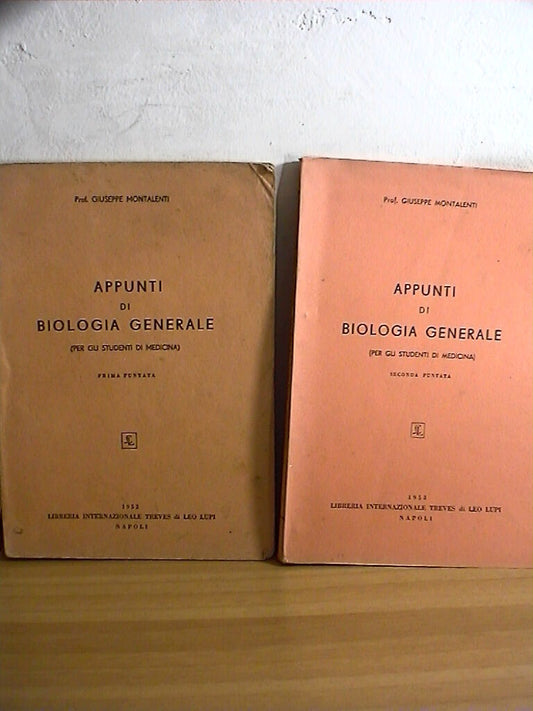 Prof. GIUSEPPE MONTALENTI
APPUNTI
DI
BIOLOGIA GENERALE
(PER GLI STUDENTI DI MEDICINA)
PRIMA PUNTATA
1953
LIBRERIA INTERNAZIONALE TREVES di LEO LUPI
NAPOLI
Prof. GIUSEPPE MONTALENTI
APPUNTI
DI
BIOLOGIA GENERALE
(PER GLI STUDENTI DI MEDICINA)
SECONDA PUNTATA
1953
LIBRERIA INTERNAZIONALE TREVES di LEO LUPI
NAPOLI